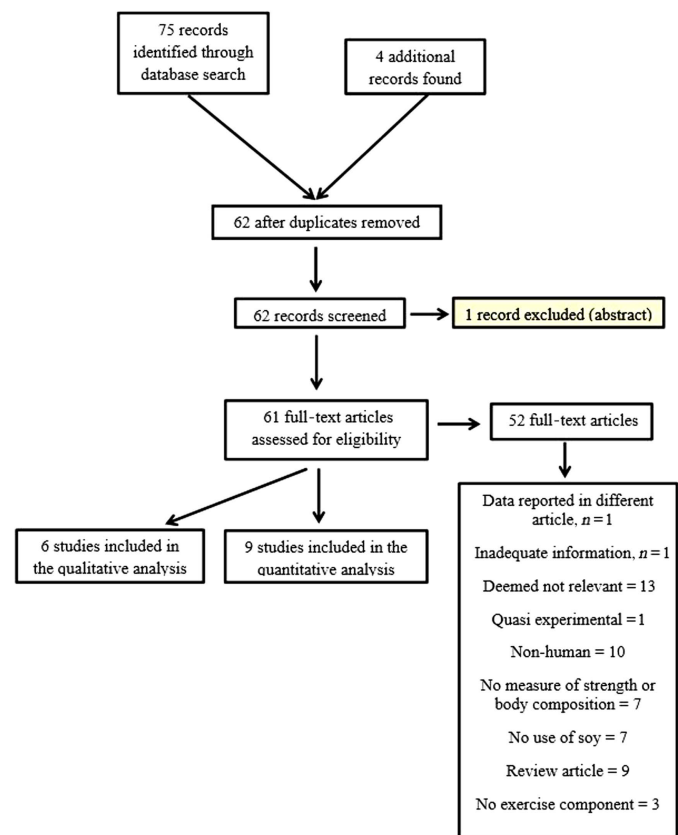 75 records
identified through
database search
4 additional
records found
62 after duplicates removed
62 records screened
1 record excluded (abstract)
61 full-text articles
assessed for eligibility
52 full-text articles
6 studies included in
the qualitative analysis
9 studies included in the
quantitative analysis
Data reported in different
article, n = 1
Inadequate information, n = 1
Deemed not relevant = 13
Quasi experimental = 1
Non-human = 10
No measure of strength or
body composition = 7
No use of soy = 7
Review article = 9
No exercise component = 3